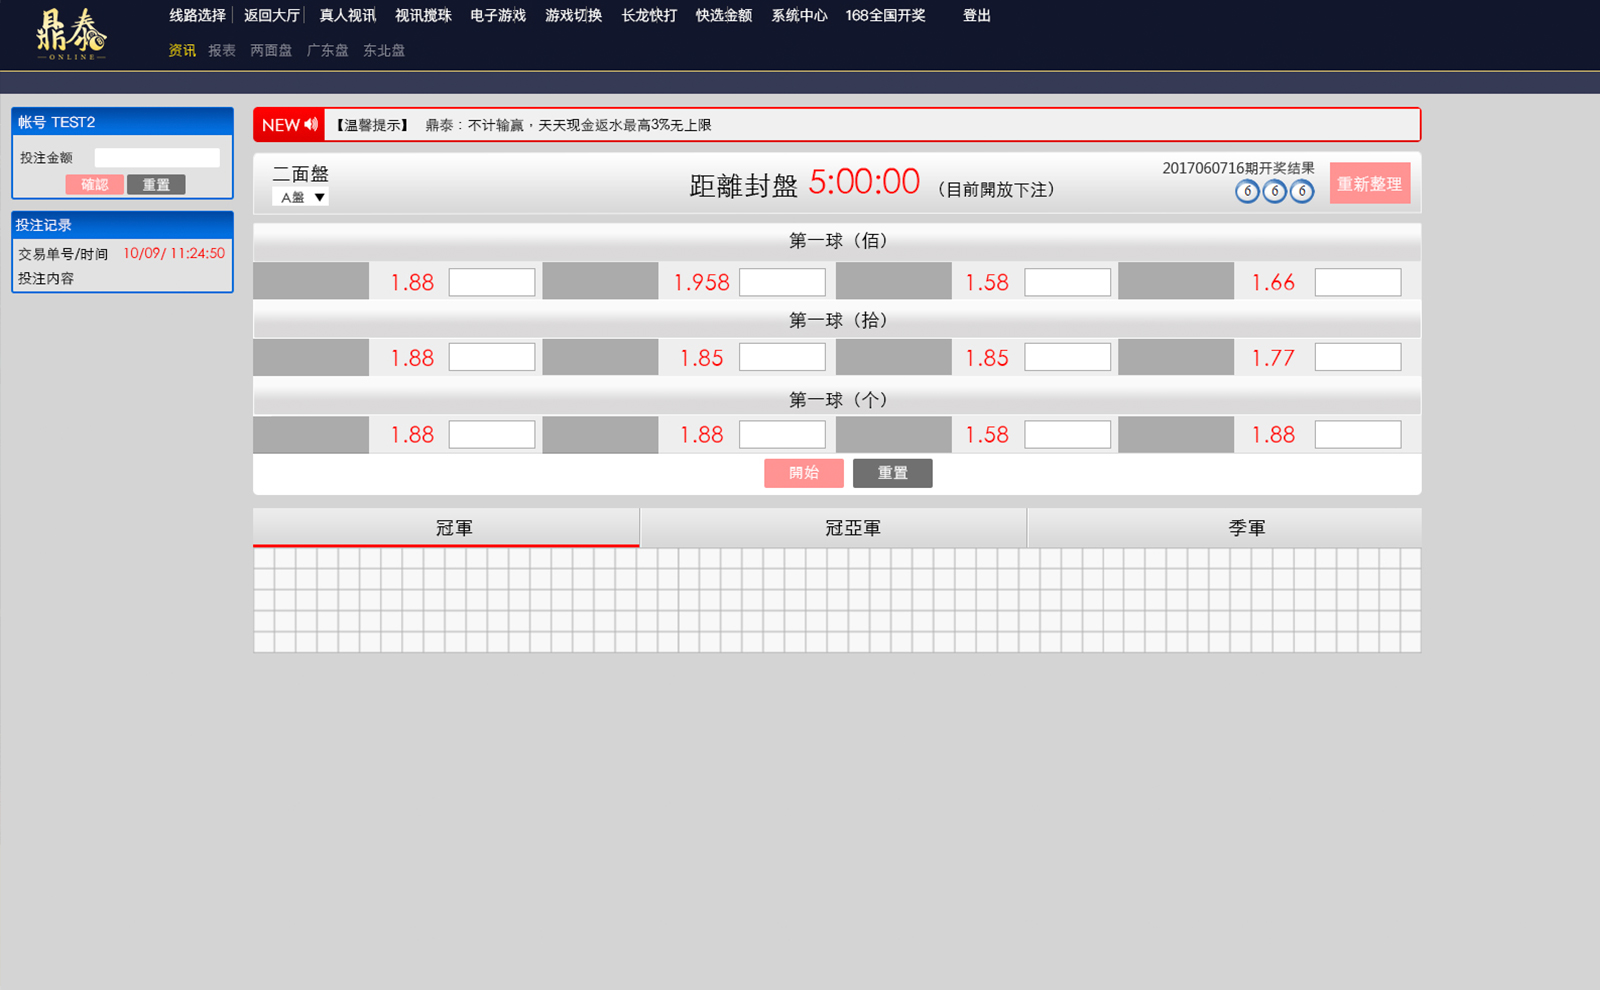 鼎泰
ONLINE
线路选择 返回大厅 真人视讯 视讯搅珠 电子游戏 游戏切换 长龙快打 快选金额 系统中心 168全国开奖 登出
资讯 报表 两面盘 广东盘 东北盘
帐号 TEST2
投注金额
確認 重置
投注记录
交易单号/时间 10/09/ 11:24:50
投注内容
NEW 【温馨提示】 鼎泰：不计输赢，天天现金返水最高3%无上限
二面盤
A盤 ▼
距離封盤 5:00:00 （目前開放下注）
2017060716期开奖结果
6 6 6
重新整理
第一球（佰）
1.88 1.958 1.58 1.66
第一球（拾）
1.88 1.85 1.85 1.77
第一球（个）
1.88 1.88 1.58 1.88
開始 重置
冠軍 冠亞軍 季軍